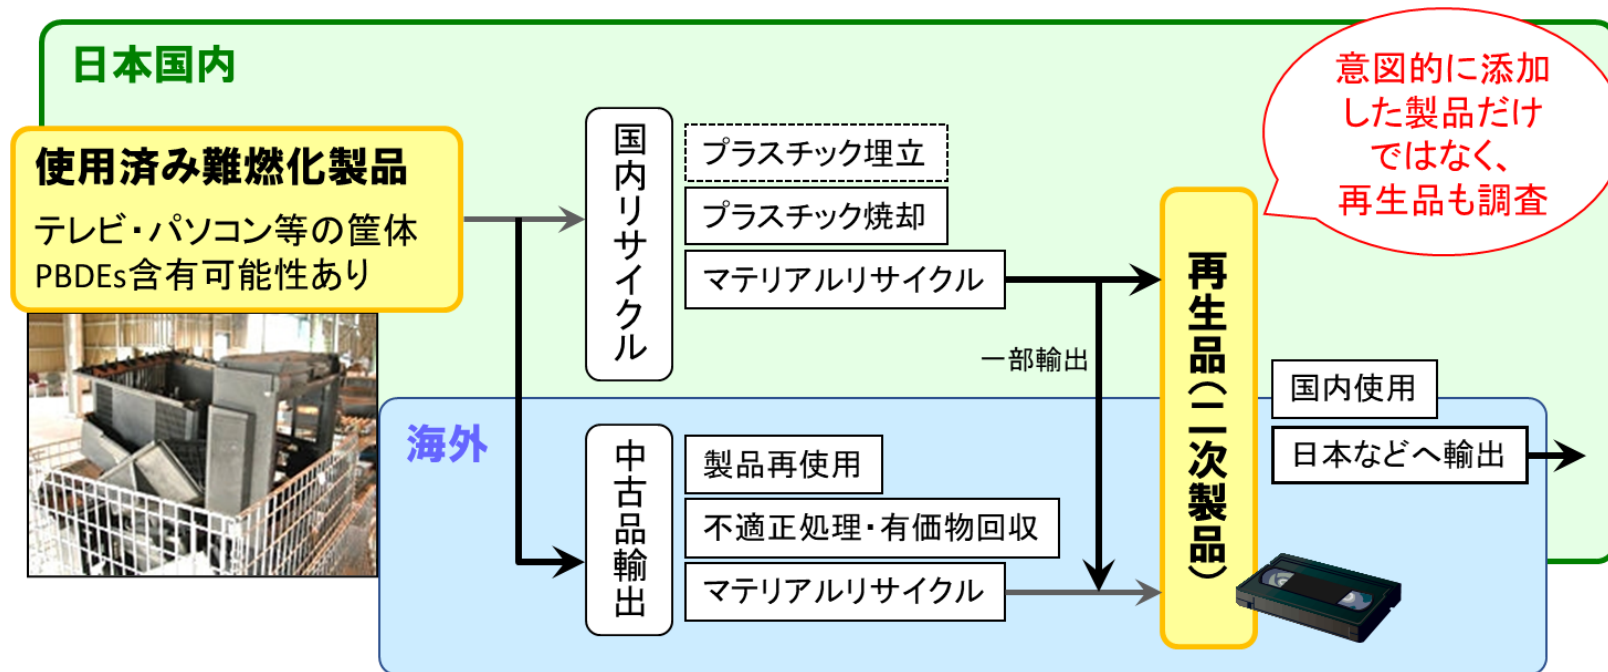 日本国内
使用済み難燃化製品
テレビ・パソコン等の筐体
PBDEs含有可能性あり
国内リサイクル
プラスチック埋立
プラスチック焼却
マテリアルリサイクル
一部輸出
意図的に添加
した製品だけ
ではなく、
再生品も調査
再生品(二次製品)
国内使用
日本などへ輸出
海外
中古品輸出
製品再使用
不適正処理・有価物回収
マテリアルリサイクル